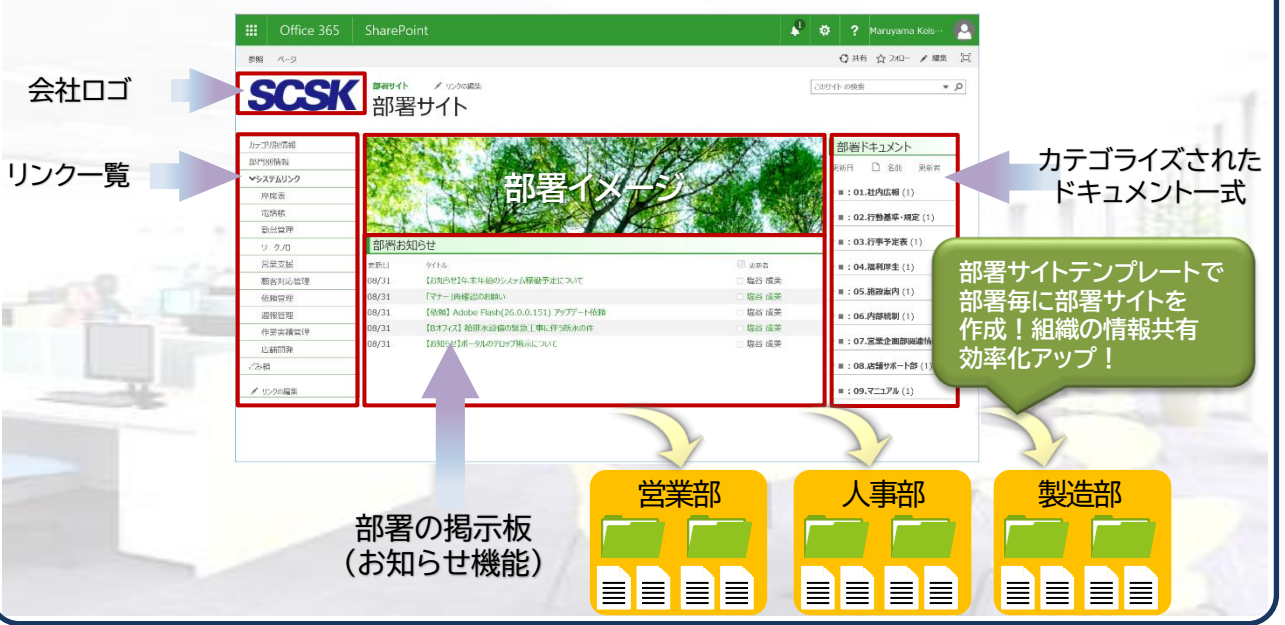 Office 365
SharePoint
1
?
Maruyama Kois…
参照
ページ
共有
フォロー
編集
会社ロゴ
SCSK
部署サイト
リンクの編集
部署サイト
このサイト の検索
リンク一覧
カテゴリ別情報
部門別情報
システムリンク
座席表
電話帳
勤怠管理
営業支援
顧客対応管理
依頼管理
週報管理
作業実績管理
店舗開発
ごみ箱
リンクの編集
部署イメージ
部署お知らせ
更新日
タイトル
更新者
08/31
【お知らせ】年末年始のシステム稼働予定について
塩谷 成美
08/31
【マナー】再確認のお願い
塩谷 成美
08/31
【依頼】Adobe Flash(26.0.0.151) アップデート依頼
塩谷 成美
08/31
【Bオフィス】給排水設備の緊急工事に伴う断水の件
塩谷 成美
08/31
【お知らせ】ポータルのテロップ掲示について
塩谷 成美
部署ドキュメント
更新日
名前
更新者
: 01.社内広報 (1)
: 02.行動基準・規定 (1)
: 03.行事予定表 (1)
: 04.福利厚生 (1)
: 05.施設案内 (1)
: 06.内部統制 (1)
: 07.営業企画部関連情
: 08.店舗サポート部 (1)
: 09.マニュアル (1)
カテゴライズされた
ドキュメント一式
部署サイトテンプレートで
部署毎に部署サイトを
作成！組織の情報共有
効率化アップ！
部署の掲示板
（お知らせ機能）
営業部
人事部
製造部